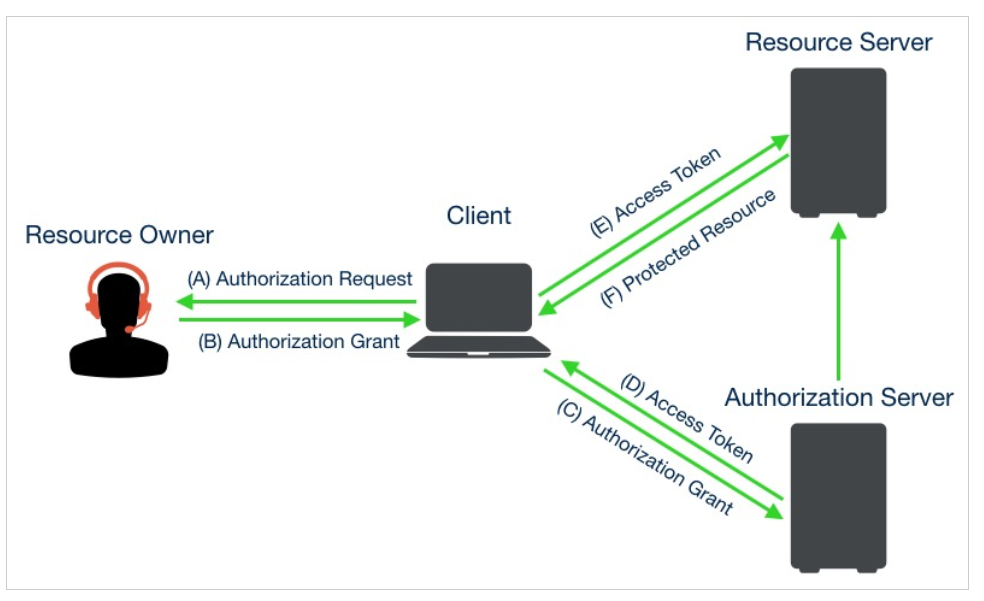 Resource Server
(E) Access Token
(F) Protected Resource
Client
Resource Owner
(A) Authorization Request
(B) Authorization Grant
(D) Access Token
(C) Authorization Grant
Authorization Server